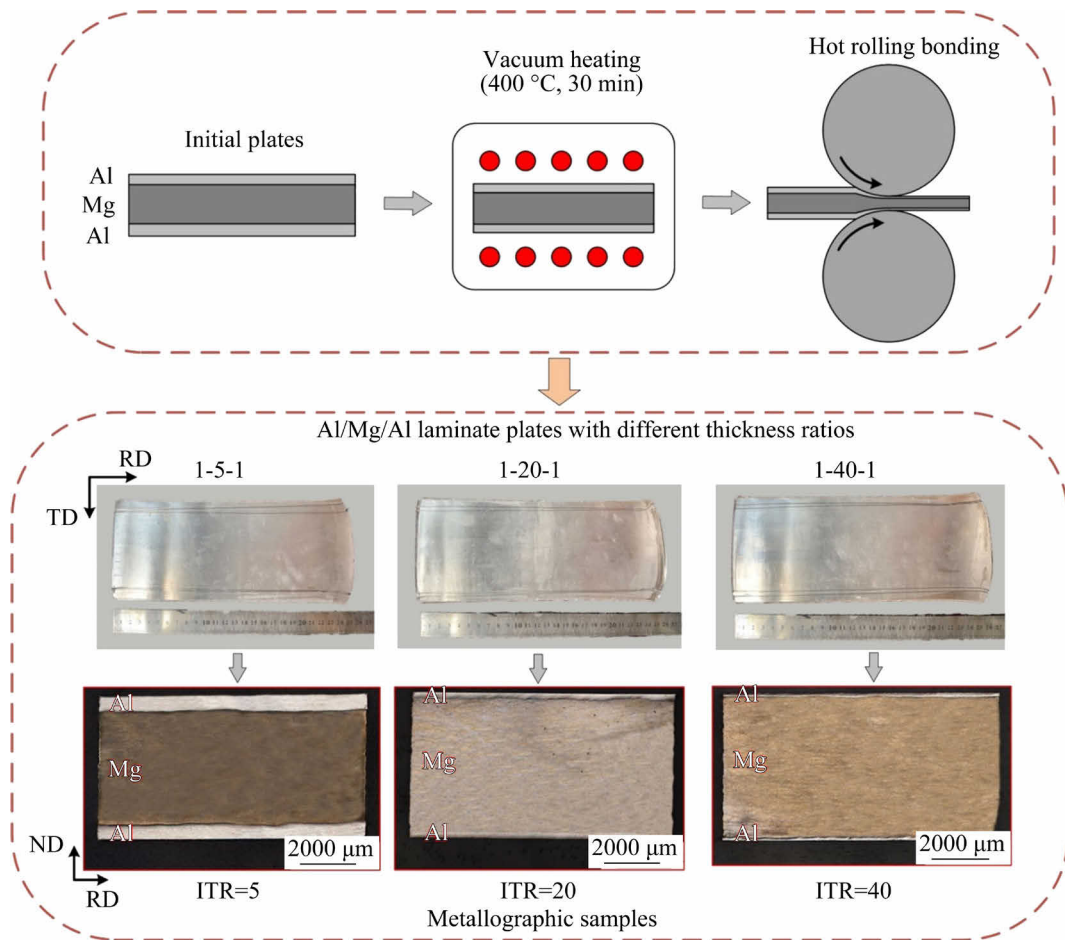 Hot rolling bonding
Vacuum heating
(400 °C, 30 min)
Initial plates
Al
Mg
Al
Al/Mg/Al laminate plates with different thickness ratios
RD
TD
1-5-1
1-20-1
1-40-1
Al
Mg
Al
2000 μm
Al
Mg
Al
2000 μm
Al
Mg
Al
2000 μm
ND
RD
ITR=5
ITR=20
ITR=40
Metallographic samples